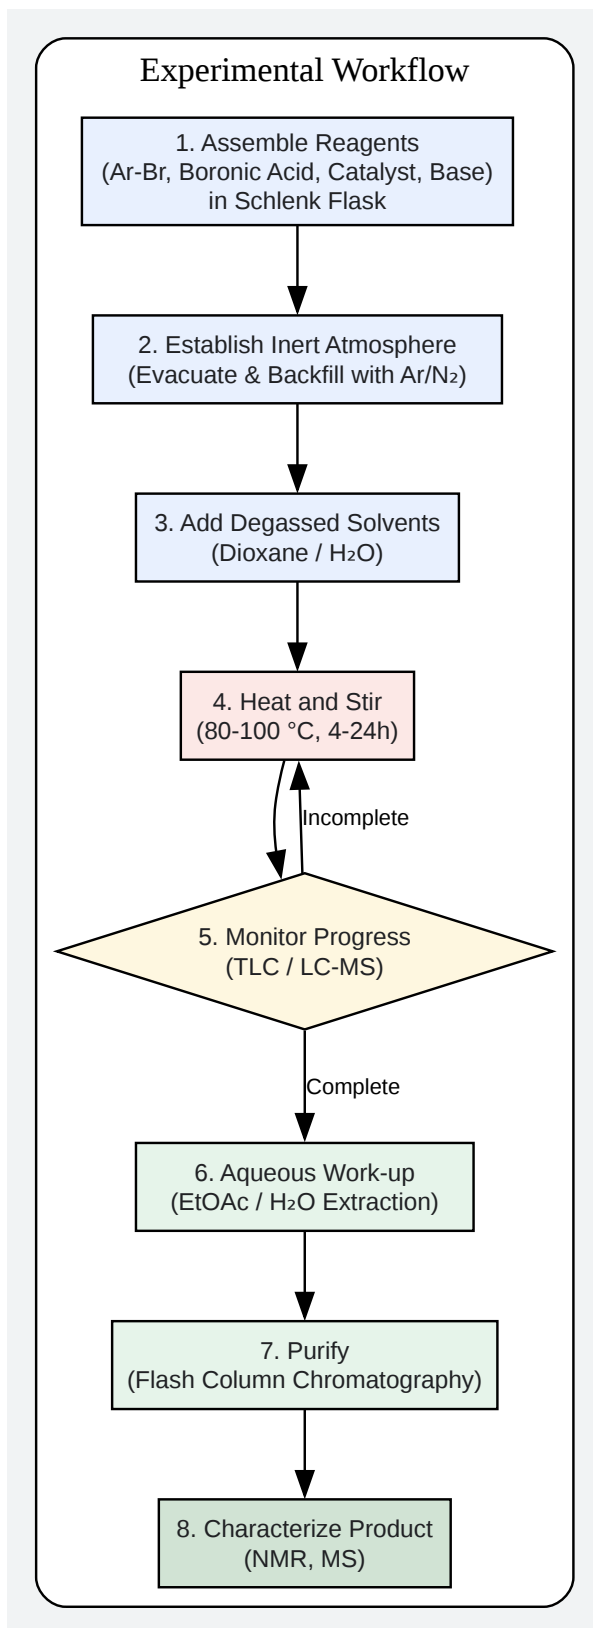 Experimental Workflow
1. Assemble Reagents
(Ar-Br, Boronic Acid, Catalyst, Base)
in Schlenk Flask
2. Establish Inert Atmosphere
(Evacuate & Backfill with Ar/N₂)
3. Add Degassed Solvents
(Dioxane / H₂O)
4. Heat and Stir
(80-100 °C, 4-24h)
Incomplete
5. Monitor Progress
(TLC / LC-MS)
Complete
6. Aqueous Work-up
(EtOAc / H₂O Extraction)
7. Purify
(Flash Column Chromatography)
8. Characterize Product
(NMR, MS)